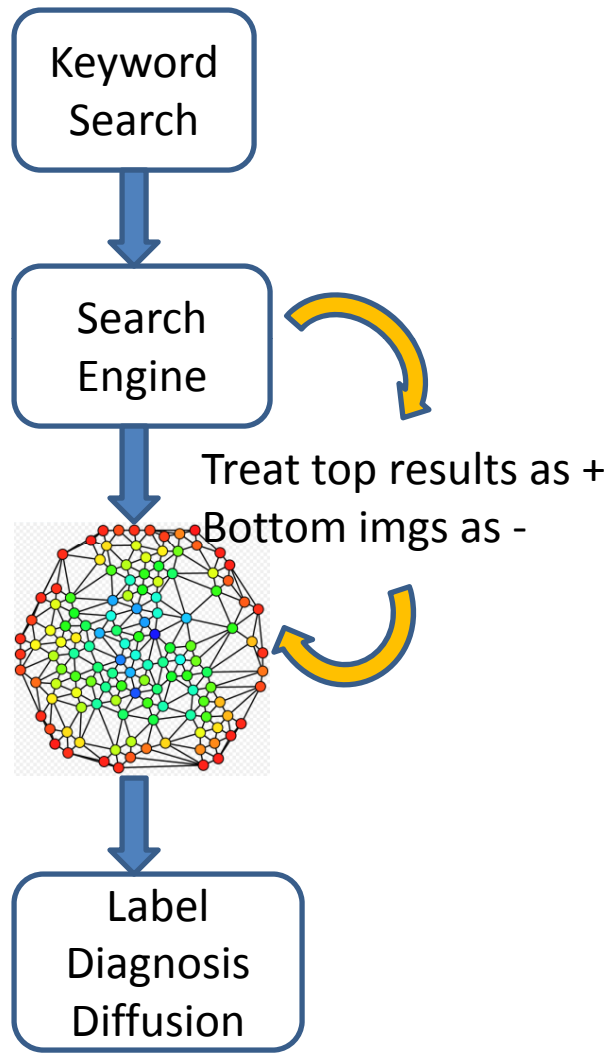 Keyword
Search
Search
Engine
Treat top results as +
Bottom imgs as -
Label
Diagnosis
Diffusion